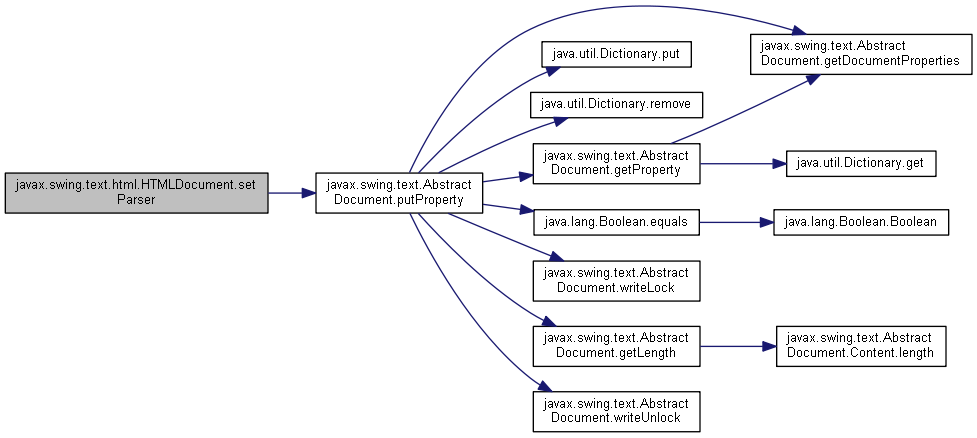 javax.swing.text.html.HTMLDocument.set
Parser
javax.swing.text.Abstract
Document.putProperty
javax.swing.text.Abstract
Document.getDocumentProperties
java.util.Dictionary.put
java.util.Dictionary.remove
javax.swing.text.Abstract
Document.getProperty
java.util.Dictionary.get
java.lang.Boolean.equals
java.lang.Boolean.Boolean
javax.swing.text.Abstract
Document.writeLock
javax.swing.text.Abstract
Document.getLength
javax.swing.text.Abstract
Document.Content.length
javax.swing.text.Abstract
Document.writeUnlock